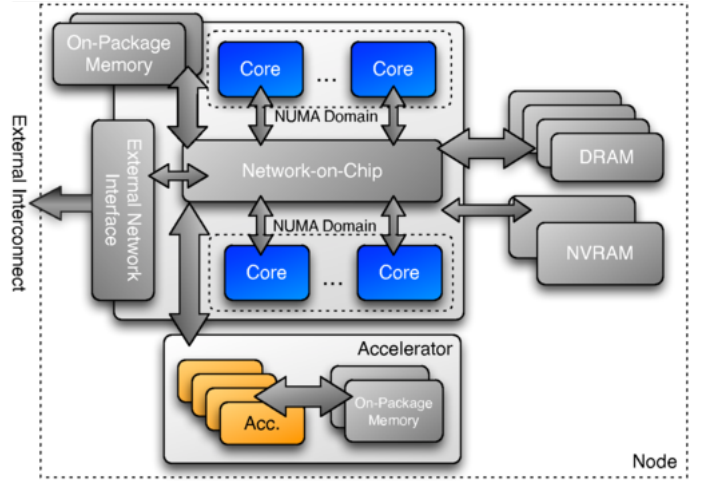 On-Package
Memory
Core
...
Core
NUMA Domain
Network-on-Chip
External Network
Interface
External Interconnect
DRAM
NVRAM
NUMA Domain
Core
...
Core
Accelerator
Acc.
On-Package
Memory
Node